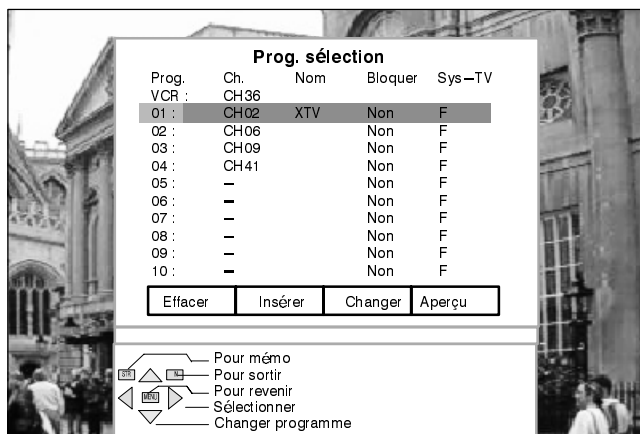 Prog. sélection
Prog. Ch. Nom Bloquer Sys-TV
VCR : CH36
01 : CH02 XTV Non F
02 : CH06 Non F
03 : CH09 Non F
04 : CH41 Non F
05 : – Non F
06 : – Non F
07 : – Non F
08 : – Non F
09 : – Non F
10 : – Non F
Effacer Insérer Changer Aperçu
Pour mémo
STR N Pour sortir
MENU Pour revenir
Sélectionner
Changer programme